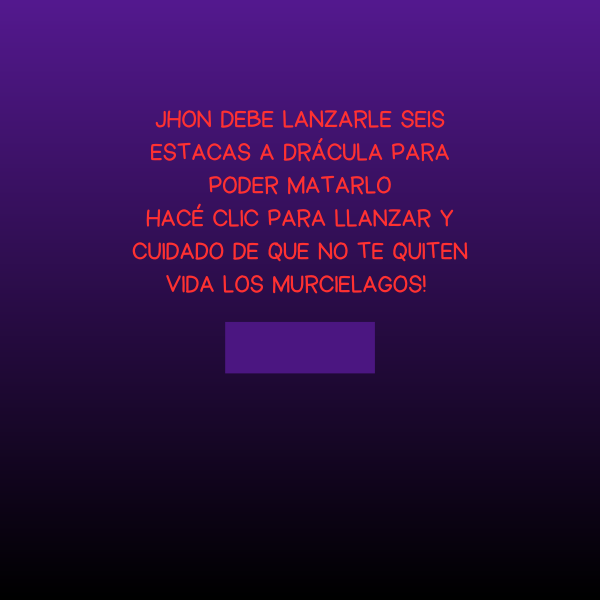 JHON DEBE LANZARLE SEIS
ESTACAS A DRÁCULA PARA
PODER MATARLO
HACÉ CLIC PARA LLANZAR Y
CUIDADO DE QUE NO TE QUITEN
VIDA LOS MURCIELAGOS!